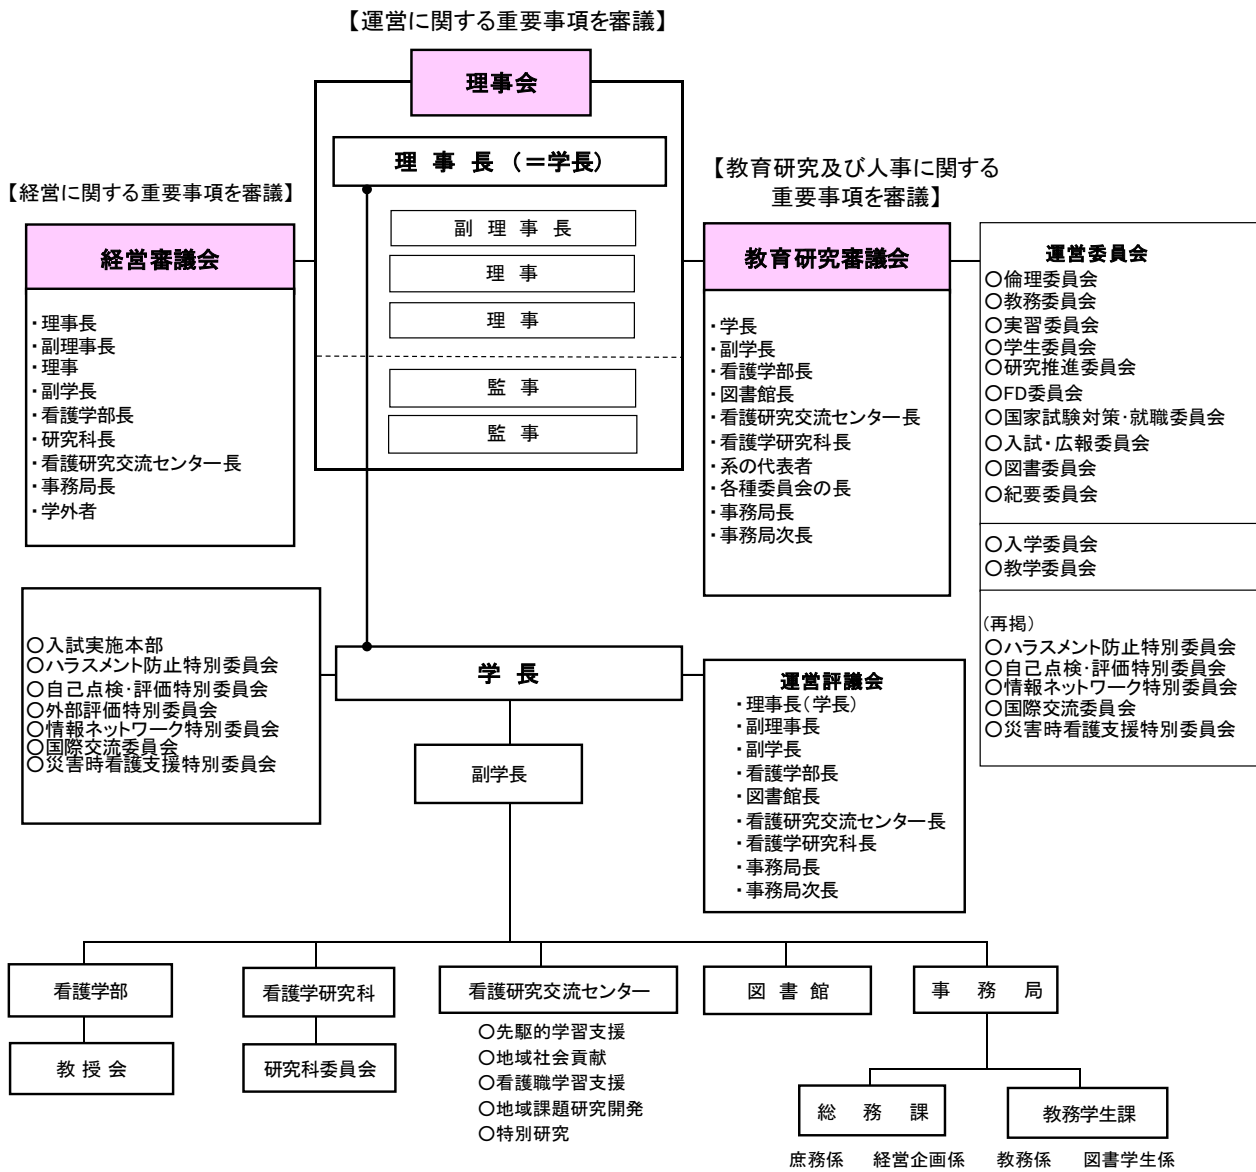 【運営に関する重要事項を審議】
理事会
理事長(=学長)
副理事長
理事
理事
監事
監事
【経営に関する重要事項を審議】
経営審議会
・理事長
・副理事長
・理事
・副学長
・看護学部長
・研究科長
・看護研究交流センター長
・事務局長
・学外者
【教育研究及び人事に関する
重要事項を審議】
教育研究審議会
・学長
・副学長
・看護学部長
・図書館長
・看護研究交流センター長
・看護学研究科長
・系の代表者
・各種委員会の長
・事務局長
・事務局次長
運営委員会
○倫理委員会
○教務委員会
○実習委員会
○学生委員会
○研究推進委員会
○FD委員会
○国家試験対策・就職委員会
○入試・広報委員会
○図書委員会
○紀要委員会
○入学委員会
○教学委員会
(再掲)
○ハラスメント防止特別委員会
○自己点検・評価特別委員会
○情報ネットワーク特別委員会
○国際交流委員会
○災害時看護支援特別委員会
○入試実施本部
○ハラスメント防止特別委員会
○自己点検・評価特別委員会
○外部評価特別委員会
○情報ネットワーク特別委員会
○国際交流委員会
○災害時看護支援特別委員会
学長
運営評議会
・理事長(学長)
・副理事長
・副学長
・看護学部長
・図書館長
・看護研究交流センター長
・看護学研究科長
・事務局長
・事務局次長
副学長
看護学部
看護学研究科
看護研究交流センター
図書館
事務局
教授会
研究科委員会
○先駆的学習支援
○地域社会貢献
○看護職学習支援
○地域課題研究開発
○特別研究
総務課
教務学生課
庶務係 経営企画係 教務係 図書学生係